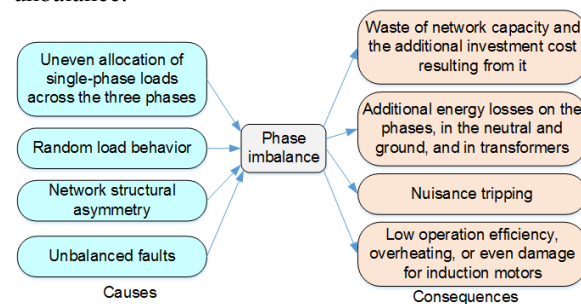 Uneven allocation of
single-phase loads
across the three phases
Random load behavior
Network structural
asymmetry
Unbalanced faults
Causes
Phase
imbalance
Waste of network capacity and
the additional investment cost
resulting from it
Additional energy losses on the
phases, in the neutral and
ground, and in transformers
Nuisance tripping
Low operation efficiency,
overheating, or even damage
for induction motors
Consequences